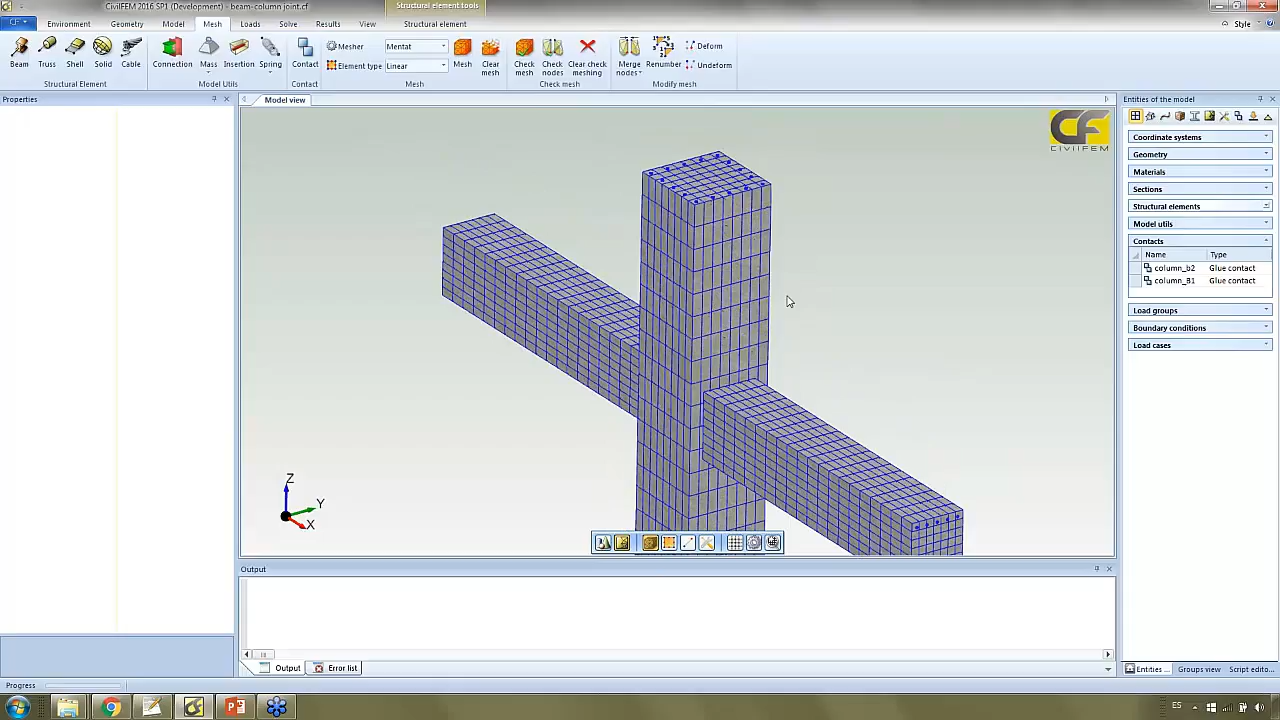 CivilFEM 2016 SP1 (Development) - beam-column joint.cf
Structural element tools
CF
Environment
Geometry
Model
Mesh
Loads
Solve
Results
View
Structural element
Style
Beam
Truss
Shell
Solid
Cable
Structural Element
Connection
Mass
Insertion
Spring
Model Utils
Contact
Contact
Mesher
Mentat
Element type
Linear
Mesh
Clear mesh
Mesh
Check mesh
Check nodes
Clear check meshing
Check mesh
Merge nodes
Renumber
Deform
Undeform
Modify mesh
Properties
Model view
CF
CIVILFEM
Z
Y
X
Entities of the model
Coordinate systems
Geometry
Materials
Sections
Structural elements
Model utils
Contacts
Name Type
column_b2 Glue contact
column_B1 Glue contact
Load groups
Boundary conditions
Load cases
Output
Output
Error list
Entities ...
Groups view
Script edito...
Progress
ES